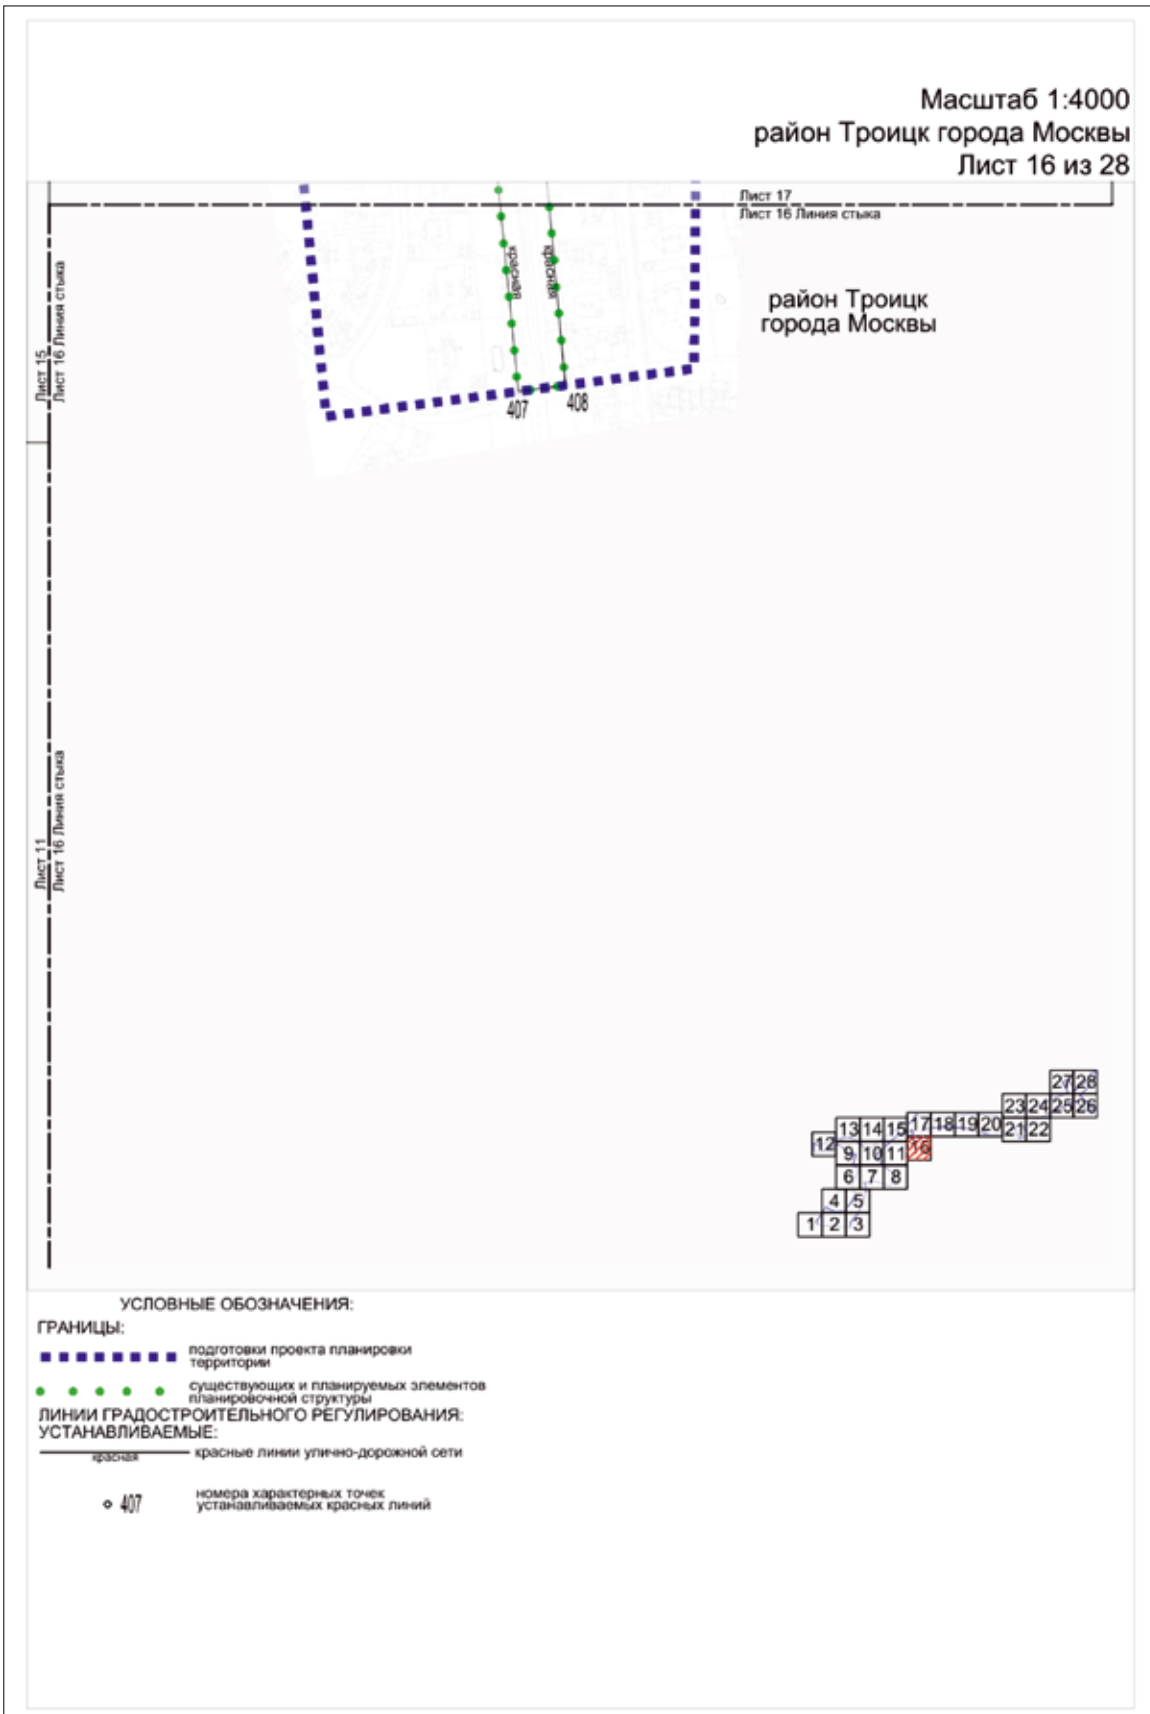 Масштаб 1:4000
район Троицк города Москвы
Лист 16 из 28
Лист 17
Лист 16 Линия стыка
красная
красная
район Троицк
города Москвы
Лист 15
Лист 16 Линия стыка
407
408
Лист 11
Лист 16 Линия стыка
27 28
23 24 25 26
13 14 15 17 18 19 20 21 22
12 9 10 11 16
6 7 8
4 5
1 2 3
УСЛОВНЫЕ ОБОЗНАЧЕНИЯ:
ГРАНИЦЫ:
подготовки проекта планировки
территории
существующих и планируемых элементов
планировочной структуры
ЛИНИИ ГРАДОСТРОИТЕЛЬНОГО РЕГУЛИРОВАНИЯ:
УСТАНАВЛИВАЕМЫЕ:
красная
красные линии улично-дорожной сети
407
номера характерных точек
устанавливаемых красных линий